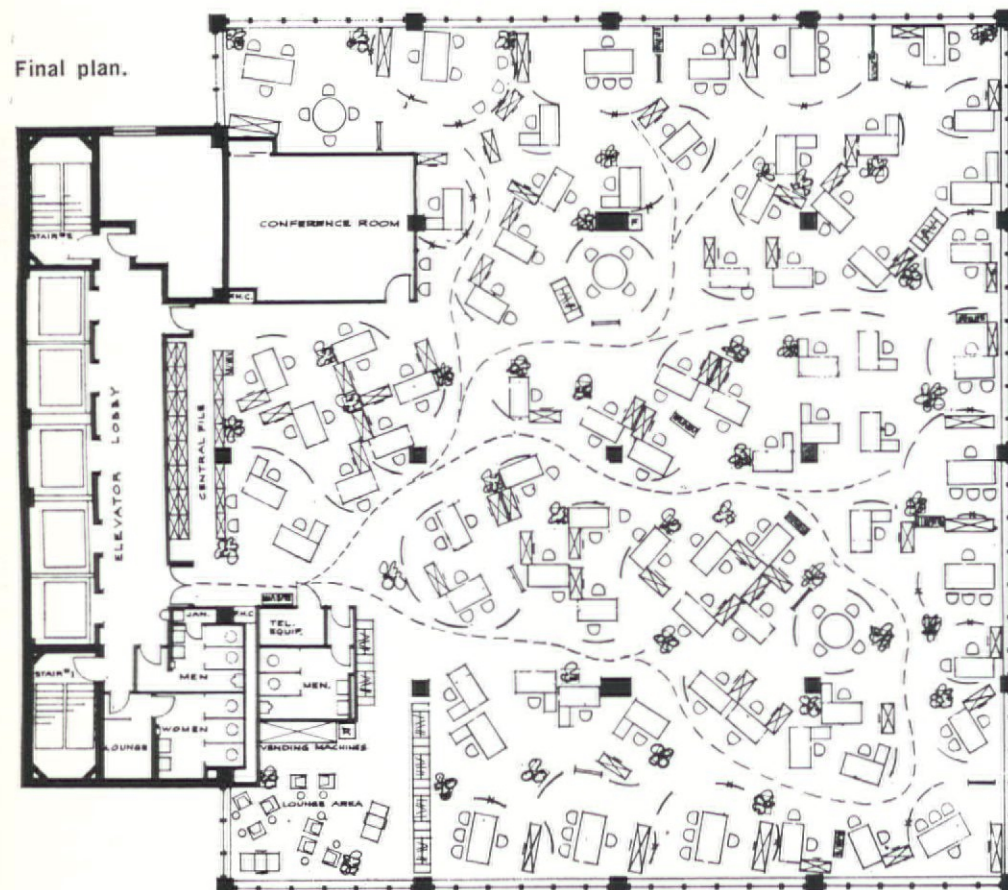 Final plan.
STAIR #2
CONFERENCE ROOM
F.H.C.
ELEVATOR LOBBY
CENTRAL FILE
JAN.
F.H.C.
TEL.
EQUIP.
STAIR #1
MEN
MEN.
WOMEN
LOUNGE
R
VENDING MACHINES
LOUNGE AREA
F